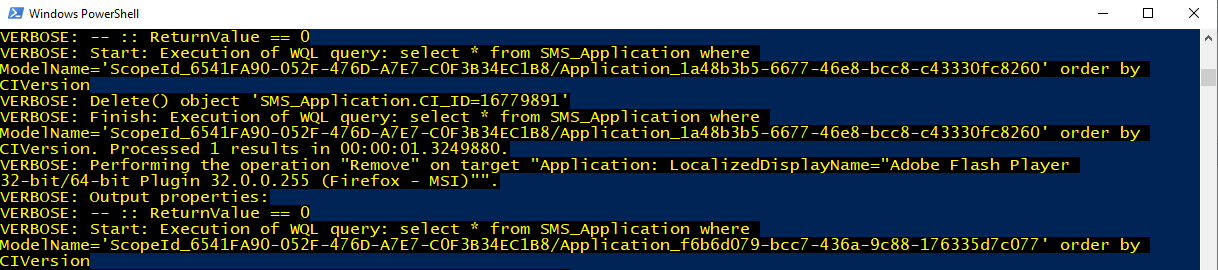 Windows PowerShell
VERBOSE: -- :: ReturnValue == 0
VERBOSE: Start: Execution of WQL query: select * from SMS_Application where
ModelName='ScopeId_6541FA90-052F-476D-A7E7-C0F3B34EC1B8/Application_1a48b3b5-6677-46e8-bcc8-c43330fc8260' order by
CIVersion
VERBOSE: Delete() object 'SMS_Application.CI_ID=16779891'
VERBOSE: Finish: Execution of WQL query: select * from SMS_Application where
ModelName='ScopeId_6541FA90-052F-476D-A7E7-C0F3B34EC1B8/Application_1a48b3b5-6677-46e8-bcc8-c43330fc8260' order by
CIVersion. Processed 1 results in 00:00:01.3249880.
VERBOSE: Performing the operation "Remove" on target "Application: LocalizedDisplayName="Adobe Flash Player
32-bit/64-bit Plugin 32.0.0.255 (Firefox - MSI)"".
VERBOSE: Output properties:
VERBOSE: -- :: ReturnValue == 0
VERBOSE: Start: Execution of WQL query: select * from SMS_Application where
ModelName='ScopeId_6541FA90-052F-476D-A7E7-C0F3B34EC1B8/Application_f6b6d079-bcc7-436a-9c88-176335d7c077' order by
CIVersion